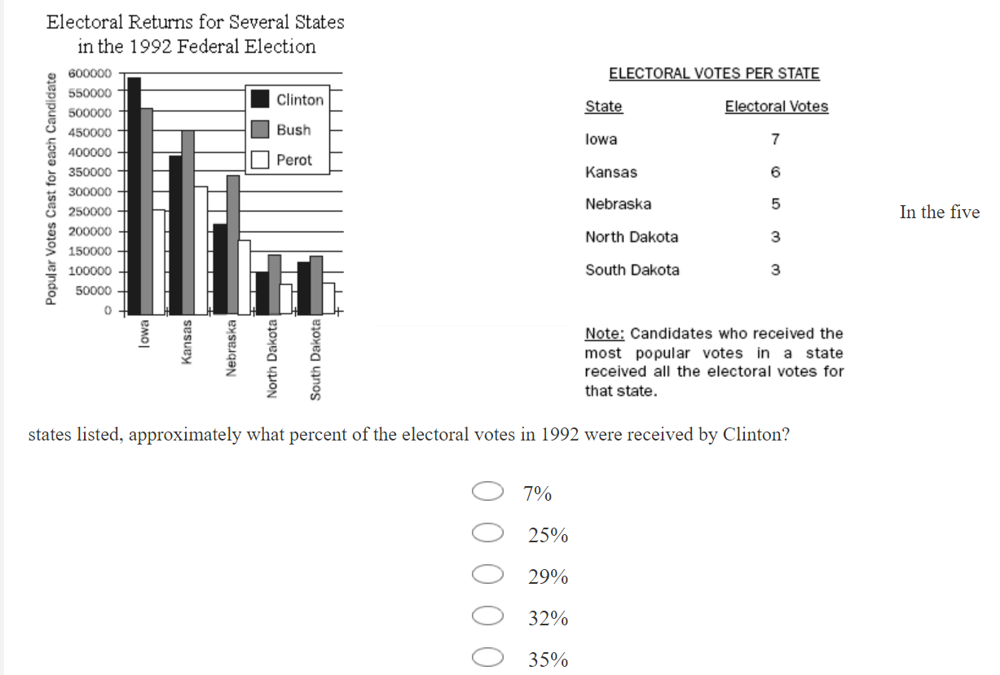 Electoral Returns for Several States
in the 1992 Federal Election
Popular Votes Cast for each Candidate
600000
550000
500000
450000
400000
350000
300000
250000
200000
150000
100000
50000
0
Clinton
Bush
Perot
Iowa
Kansas
Nebraska
North Dakota
South Dakota
ELECTORAL VOTES PER STATE
State Electoral Votes
Iowa 7
Kansas 6
Nebraska 5
North Dakota 3
South Dakota 3
Note: Candidates who received the
most popular votes in a state
received all the electoral votes for
that state.
In the five
states listed, approximately what percent of the electoral votes in 1992 were received by Clinton?
7%
25%
29%
32%
35%